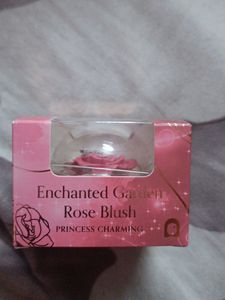 Enchanted Garden
Rose Blush
PRINCESS CHARMING